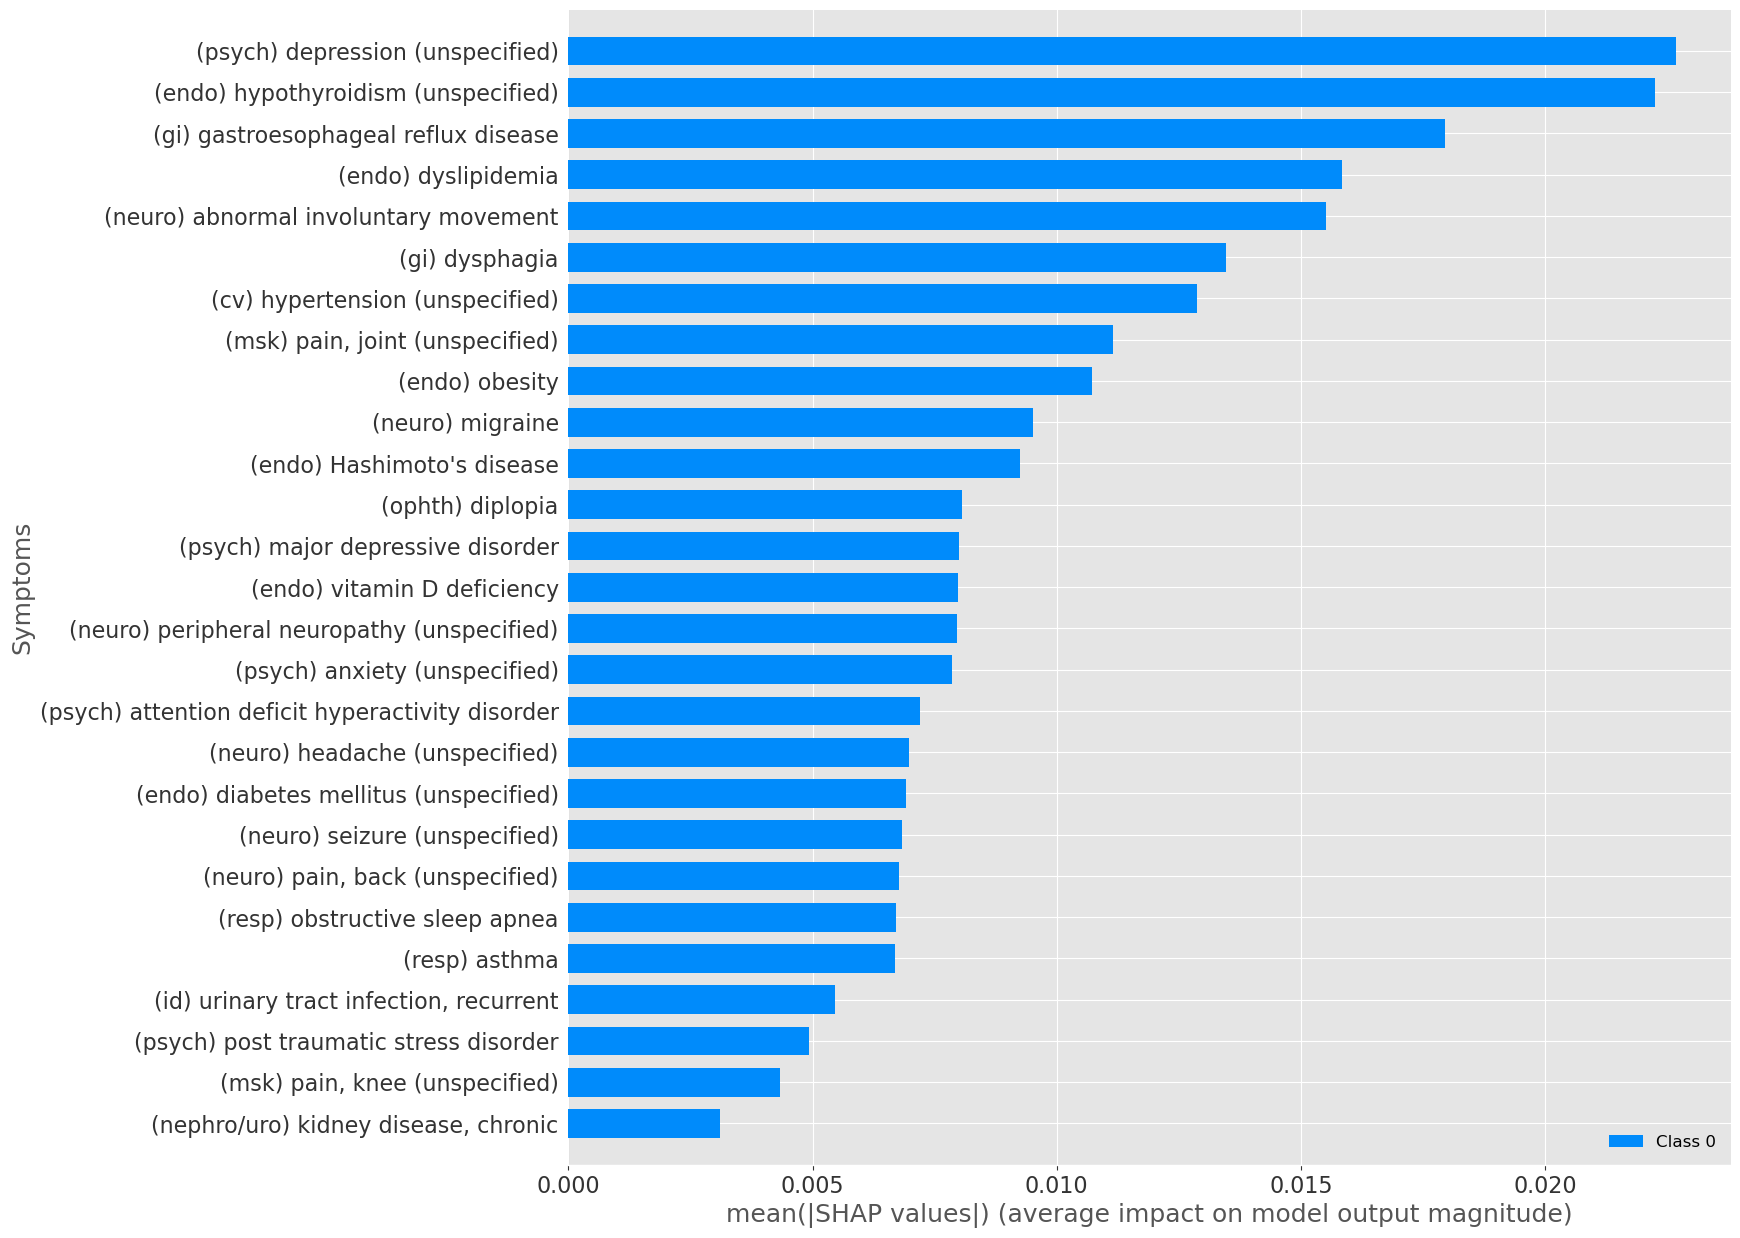 (psych) depression (unspecified)
(endo) hypothyroidism (unspecified)
(gi) gastroesophageal reflux disease
(endo) dyslipidemia
(neuro) abnormal involuntary movement
(gi) dysphagia
(cv) hypertension (unspecified)
(msk) pain, joint (unspecified)
(endo) obesity
(neuro) migraine
(endo) Hashimoto's disease
(ophth) diplopia
(psych) major depressive disorder
(endo) vitamin D deficiency
(neuro) peripheral neuropathy (unspecified)
(psych) anxiety (unspecified)
(psych) attention deficit hyperactivity disorder
(neuro) headache (unspecified)
(endo) diabetes mellitus (unspecified)
(neuro) seizure (unspecified)
(neuro) pain, back (unspecified)
(resp) obstructive sleep apnea
(resp) asthma
(id) urinary tract infection, recurrent
(psych) post traumatic stress disorder
(msk) pain, knee (unspecified)
(nephro/uro) kidney disease, chronic
Symptoms
Class 0
0.000 0.005 0.010 0.015 0.020
mean(|SHAP values|) (average impact on model output magnitude)